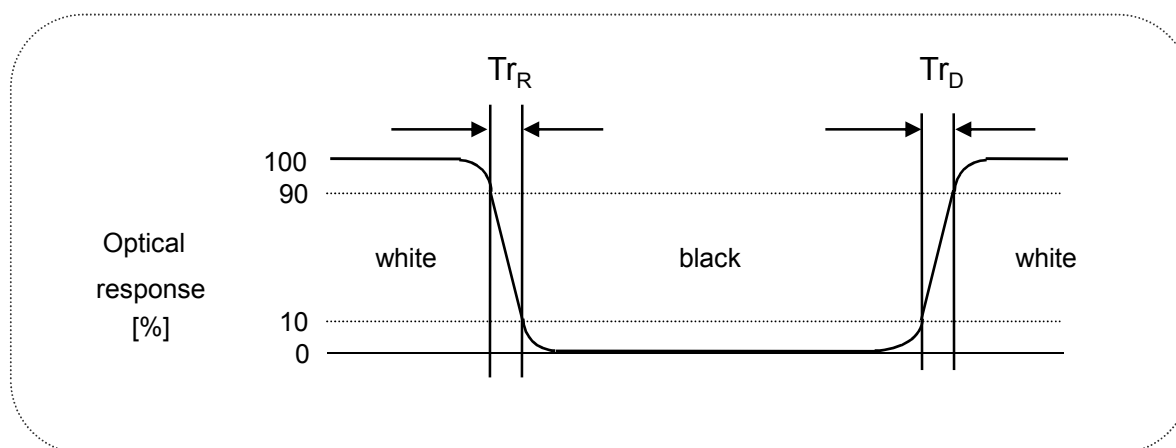 Tr_R Tr_D
100
90
Optical
response
[%]
white black white
10
0